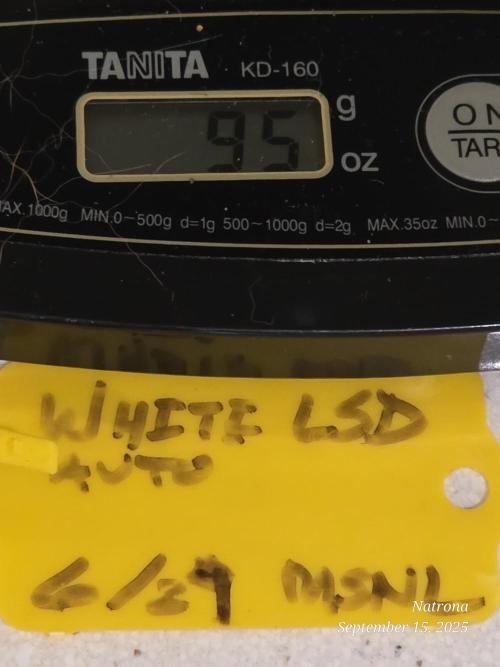 TANITA KD-160
95
g
oz
ON
TAR
MAX.1000g MIN.0~500g d=1g 500~1000g d=2g MAX.35oz MIN.0~
WHITE LSD
AUTO
6/29 MSNL
Natrona
September 15, 2025